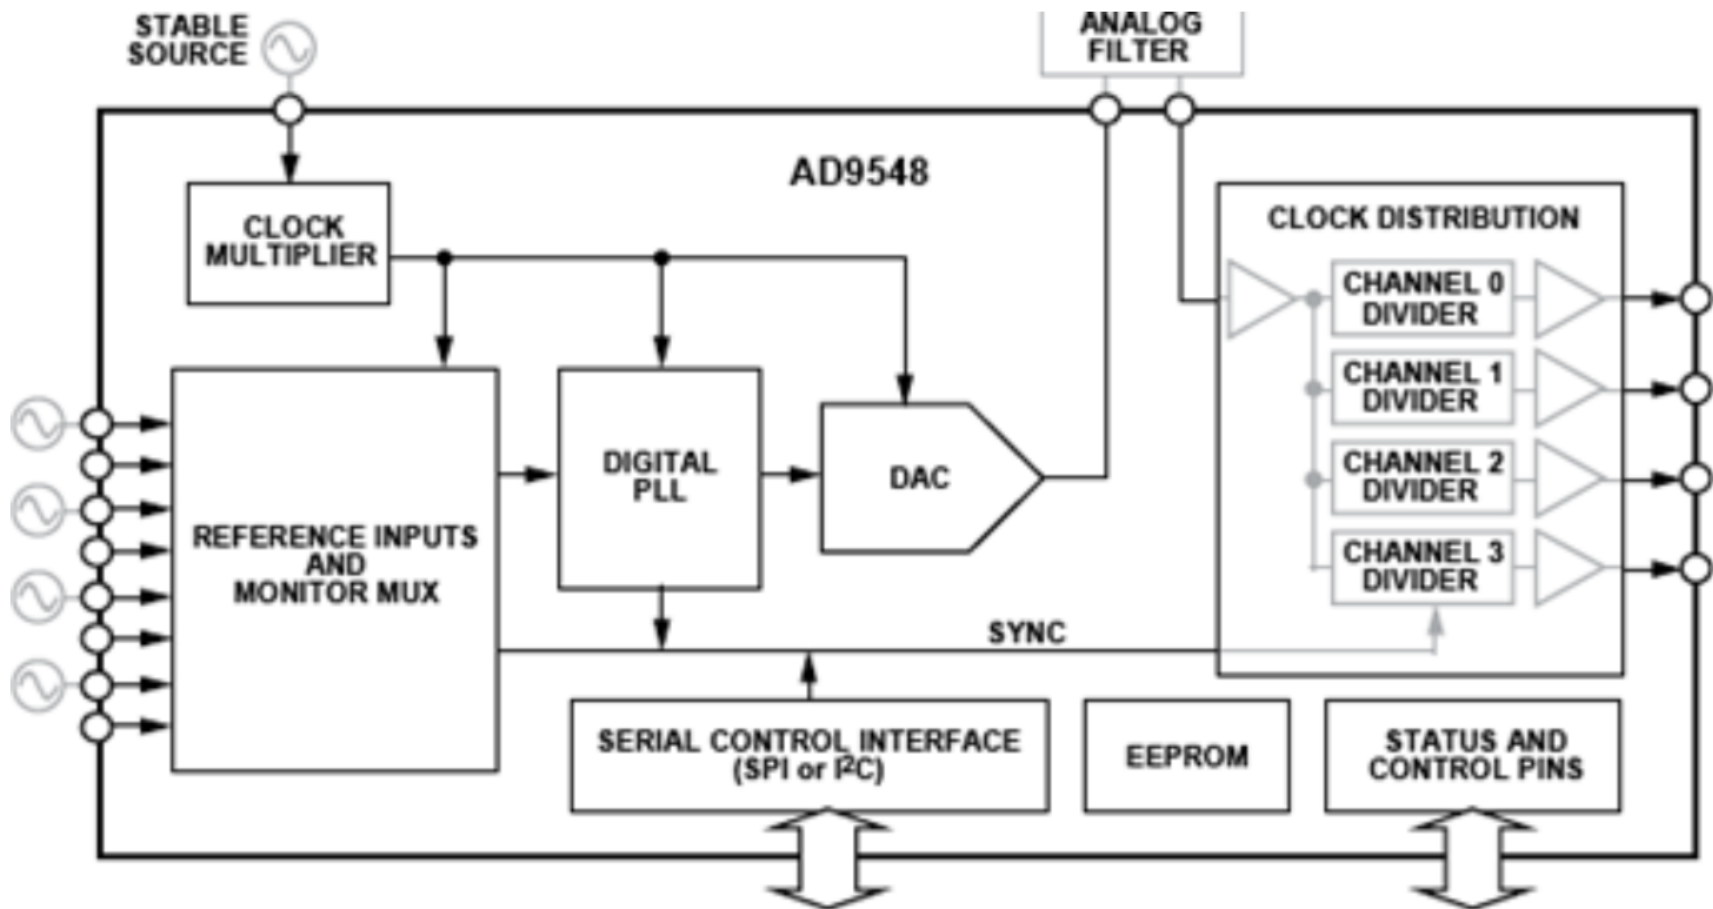 STABLE
SOURCE
ANALOG
FILTER
AD9548
CLOCK
MULTIPLIER
CLOCK DISTRIBUTION
CHANNEL 0
DIVIDER
CHANNEL 1
DIVIDER
CHANNEL 2
DIVIDER
CHANNEL 3
DIVIDER
DIGITAL
PLL
DAC
REFERENCE INPUTS
AND
MONITOR MUX
SYNC
SERIAL CONTROL INTERFACE
(SPI or I²C)
EEPROM
STATUS AND
CONTROL PINS